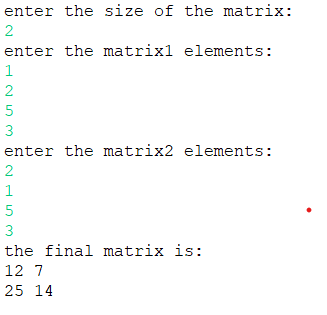 enter the size of the matrix:
2
enter the matrix1 elements:
1
2
5
3
enter the matrix2 elements:
2
1
5
3
the final matrix is:
12 7
25 14